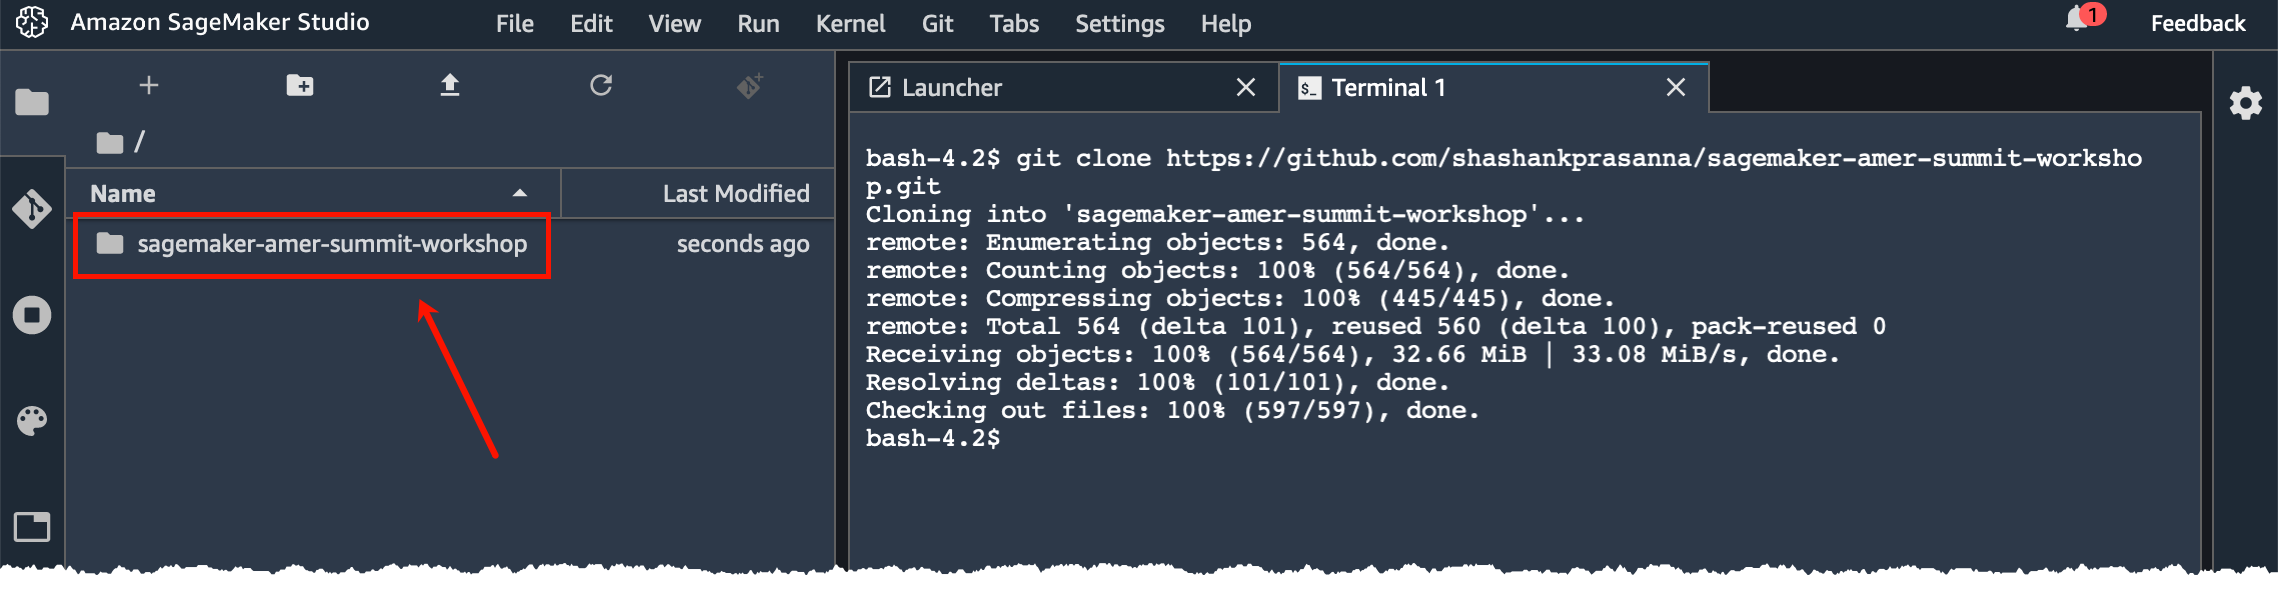 Amazon SageMaker Studio
File Edit View Run Kernel Git Tabs Settings Help
1
Feedback
/
Name Last Modified
sagemaker-amer-summit-workshop seconds ago
Launcher
$_ Terminal 1
bash-4.2$ git clone https://github.com/shashankprasanna/sagemaker-amer-summit-worksho
p.git
Cloning into 'sagemaker-amer-summit-workshop'...
remote: Enumerating objects: 564, done.
remote: Counting objects: 100% (564/564), done.
remote: Compressing objects: 100% (445/445), done.
remote: Total 564 (delta 101), reused 560 (delta 100), pack-reused 0
Receiving objects: 100% (564/564), 32.66 MiB | 33.08 MiB/s, done.
Resolving deltas: 100% (101/101), done.
Checking out files: 100% (597/597), done.
bash-4.2$